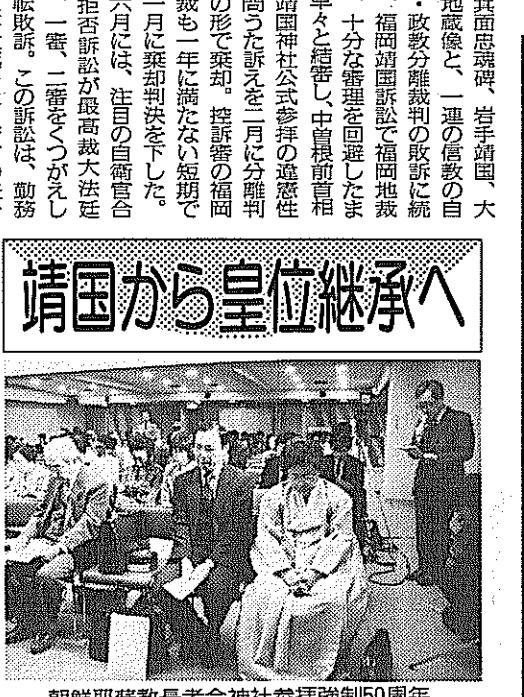 箕面忠魂碑、岩手靖国、大
地蔵像と、一連の信教の自
・政教分離裁判の敗訴に続
、福岡靖国訴訟で福岡地裁
、十分な審理を回避したま
早々と結審し、中曽根前首相
靖国神社公式参拝の違憲性
問うた訴えを二月に分離判
の形で棄却。控訴審の福岡
裁も一年に満たない短期で
一月に棄却判決を下した。
六月には、注目の自衛官合
拒否訴訟が最高裁大法廷
、一審、二審をくつがえし
転敗訴。この訴訟は、勤務
靖国から皇位継承へ
朝鮮耶蘇教長老会神社参拝強制50周年